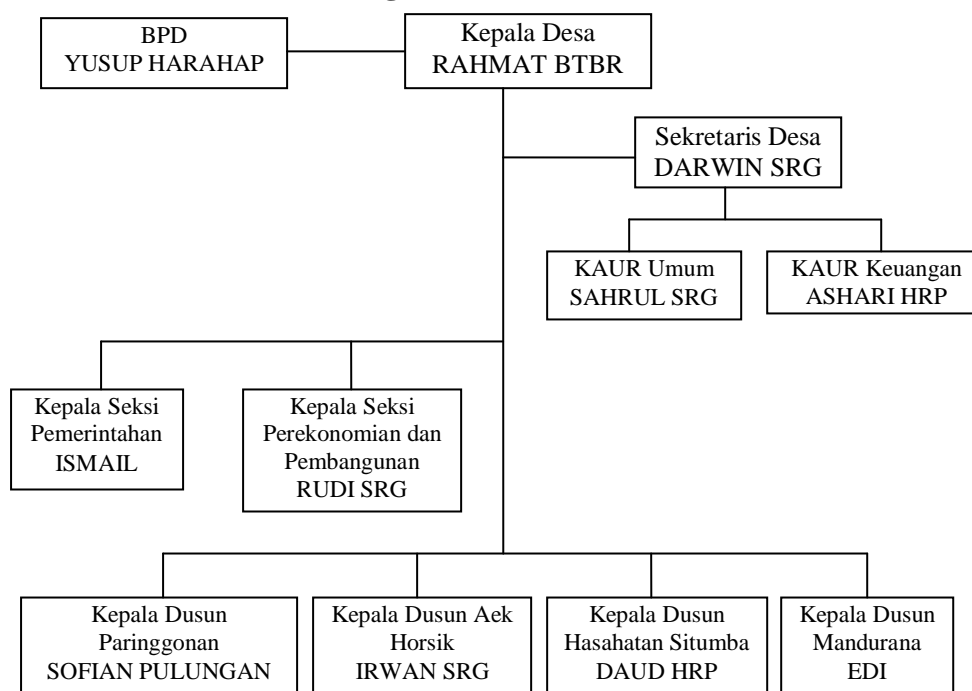 BPD
YUSUP HARAHAP
Kepala Desa
RAHMAT BTBR
Sekretaris Desa
DARWIN SRG
KAUR Umum
SAHRUL SRG
KAUR Keuangan
ASHARI HRP
Kepala Seksi
Pemerintahan
ISMAIL
Kepala Seksi
Perekonomian dan
Pembangunan
RUDI SRG
Kepala Dusun
Paringgonan
SOFIAN PULUNGAN
Kepala Dusun Aek
Horsik
IRWAN SRG
Kepala Dusun
Hasahatan Situmba
DAUD HRP
Kepala Dusun
Mandurana
EDI